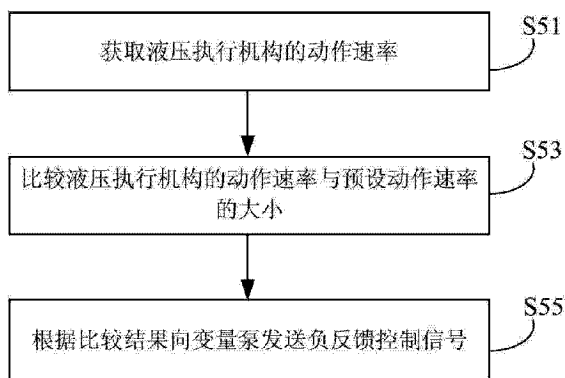 S51
获取液压执行机构的动作速率
S53
比较液压执行机构的动作速率与预设动作速率
的大小
S55
根据比较结果向变量泵发送负反馈控制信号